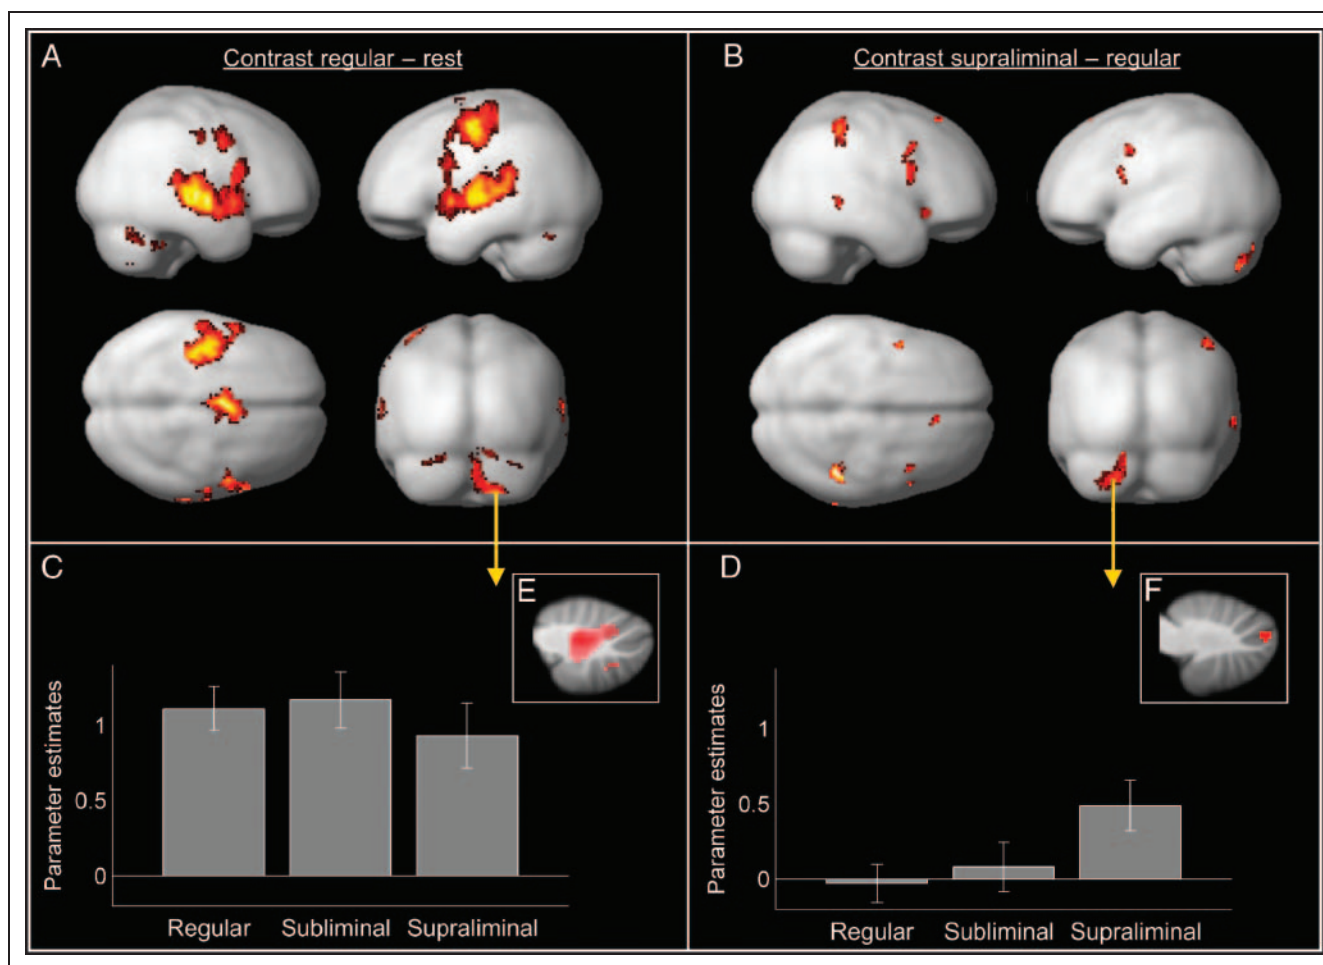 A
Contrast regular – rest
B
Contrast supraliminal – regular
C
E
Parameter estimates
1
0.5
0
Regular
Subliminal
Supraliminal
D
F
Parameter estimates
1
0.5
0
Regular
Subliminal
Supraliminal